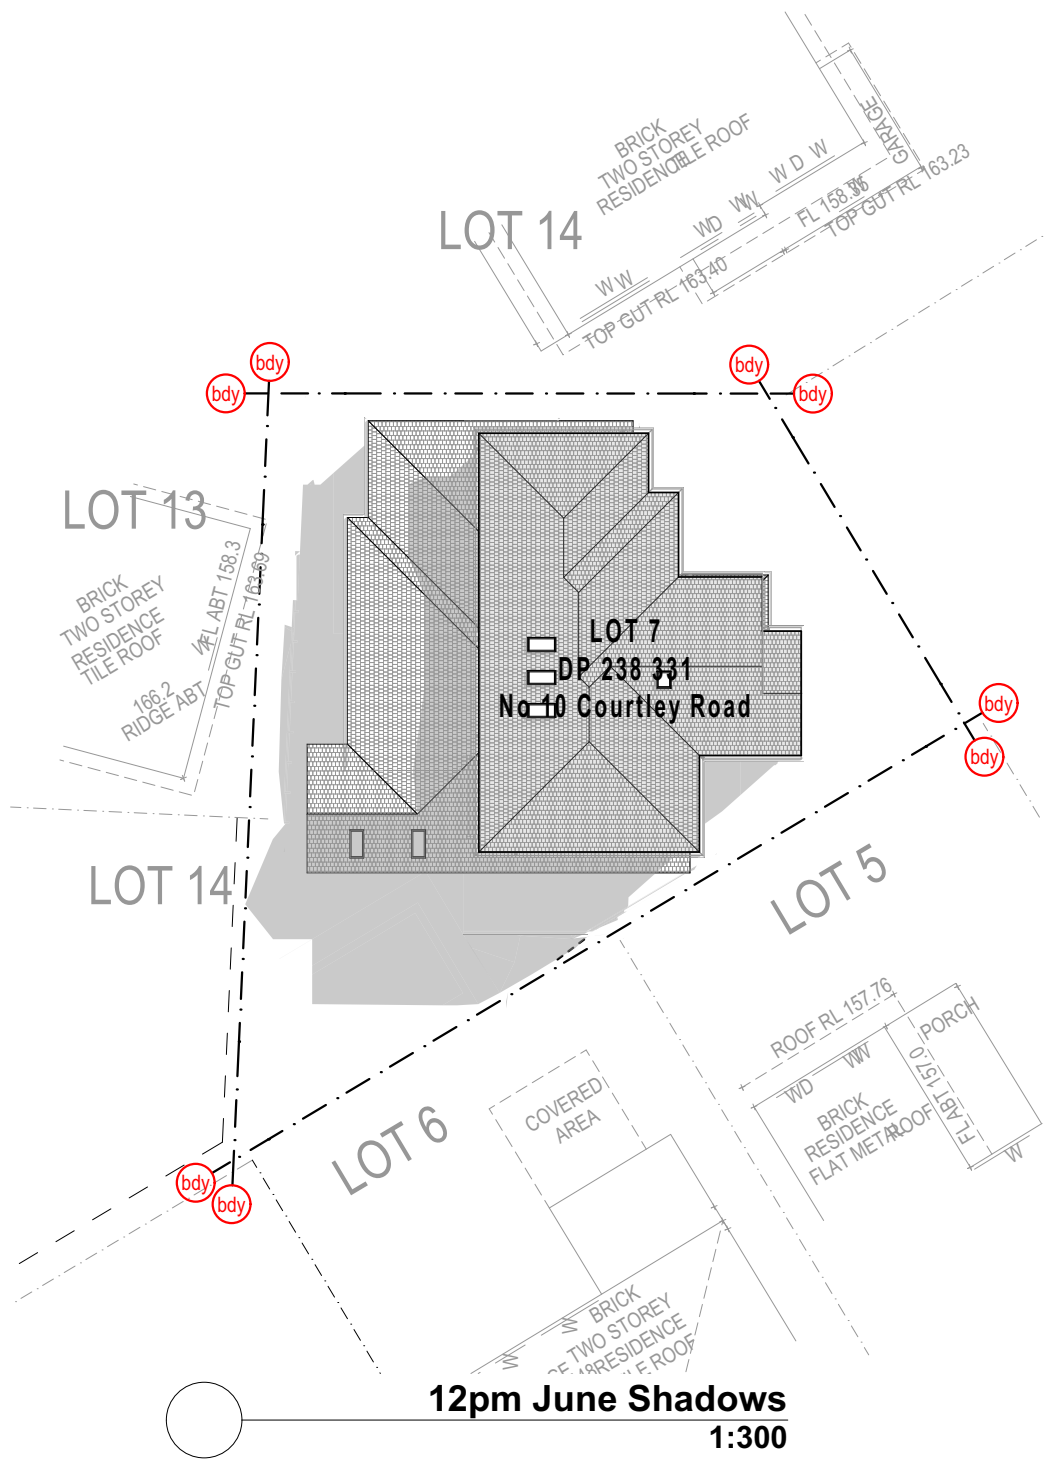 BRICK
TWO STOREY
RESIDENCE
TILE ROOF
GARAGE
W D W
W
WD
W
W
FL 158.35
TOP GUT RL 163.23
LOT 14
W W
TOP GUT RL 163.40
bdy
bdy
bdy
bdy
LOT 13
BRICK
TWO STOREY
RESIDENCE
TILE ROOF
FL ABT 158.3
W
TOP GUT RL 163.69
166.2
RIDGE ABT
LOT 7
DP 238 331
No 10 Courtley Road
bdy
bdy
LOT 14
LOT 5
ROOF RL 157.76
PORCH
WD
W
W
FL ABT 157.0
BRICK
RESIDENCE
FLAT METAL ROOF
W
COVERED
AREA
LOT 6
bdy
bdy
BRICK
TWO STOREY
RESIDENCE
W
W
12pm June Shadows
1:300